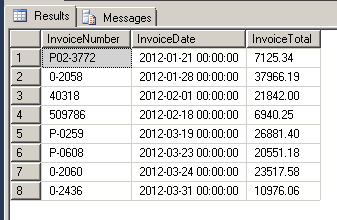 Results Messages
InvoiceNumber InvoiceDate InvoiceTotal
1 P02-3772 2012-01-21 00:00:00 7125.34
2 0-2058 2012-01-28 00:00:00 37966.19
3 40318 2012-02-01 00:00:00 21842.00
4 509786 2012-02-18 00:00:00 6940.25
5 P-0259 2012-03-19 00:00:00 26881.40
6 P-0608 2012-03-23 00:00:00 20551.18
7 0-2060 2012-03-24 00:00:00 23517.58
8 0-2436 2012-03-31 00:00:00 10976.06